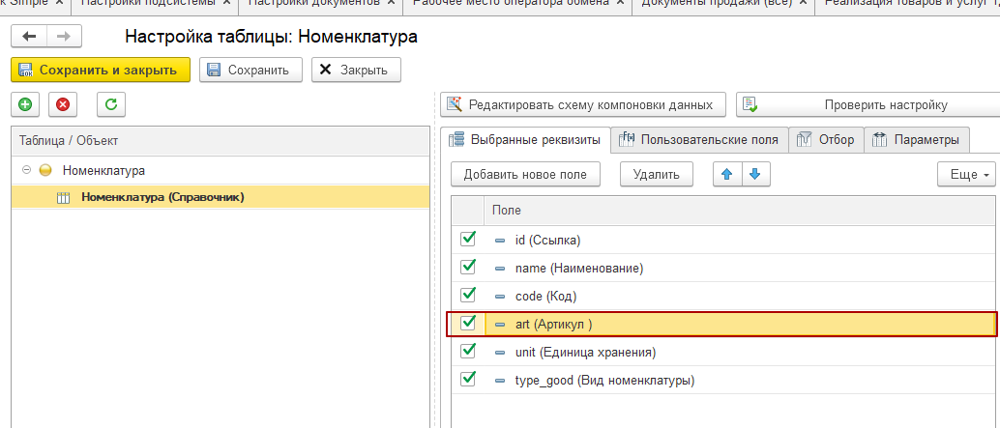 к Simple × Настройки подсистемы × Настройки документов × Рабочее место оператора обмена × Документы продажи (все) × Реализация товаров и услуг
Настройка таблицы: Номенклатура
Сохранить и закрыть Сохранить Закрыть
Редактировать схему компоновки данных Проверить настройку
Таблица / Объект
Номенклатура
Номенклатура (Справочник)
Выбранные реквизиты Пользовательские поля Отбор Параметры
Добавить новое поле Удалить Еще
Поле
id (Ссылка)
name (Наименование)
code (Код)
art (Артикул )
unit (Единица хранения)
type_good (Вид номенклатуры)